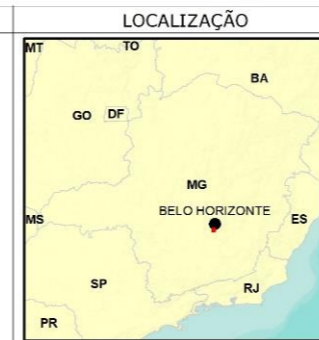 LOCALIZAÇÃO
MT
TO
BA
GO
DF
MG
BELO HORIZONTE
MS
ES
SP
RJ
PR